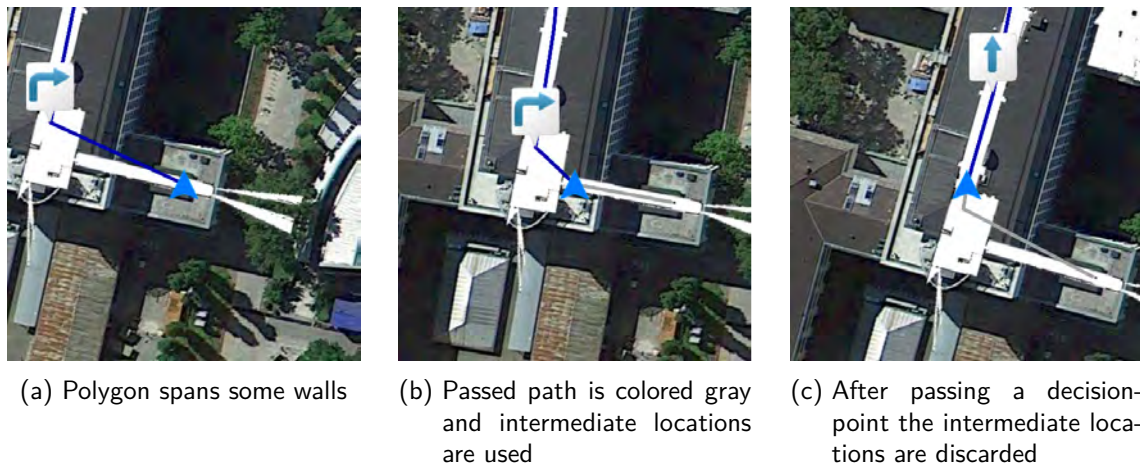 (a) Polygon spans some walls
(b) Passed path is colored gray
and intermediate locations
are used
(c) After passing a decision-
point the intermediate loca-
tions are discarded